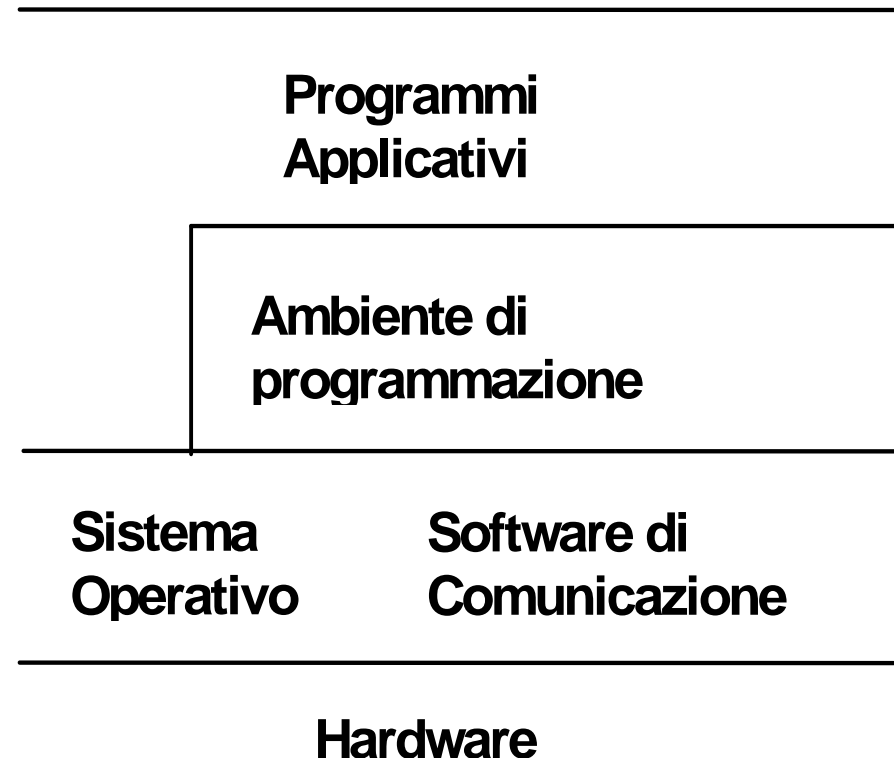 Programmi
Applicativi
Ambiente di
programmazione
Sistema
Operativo
Software di
Comunicazione
Hardware